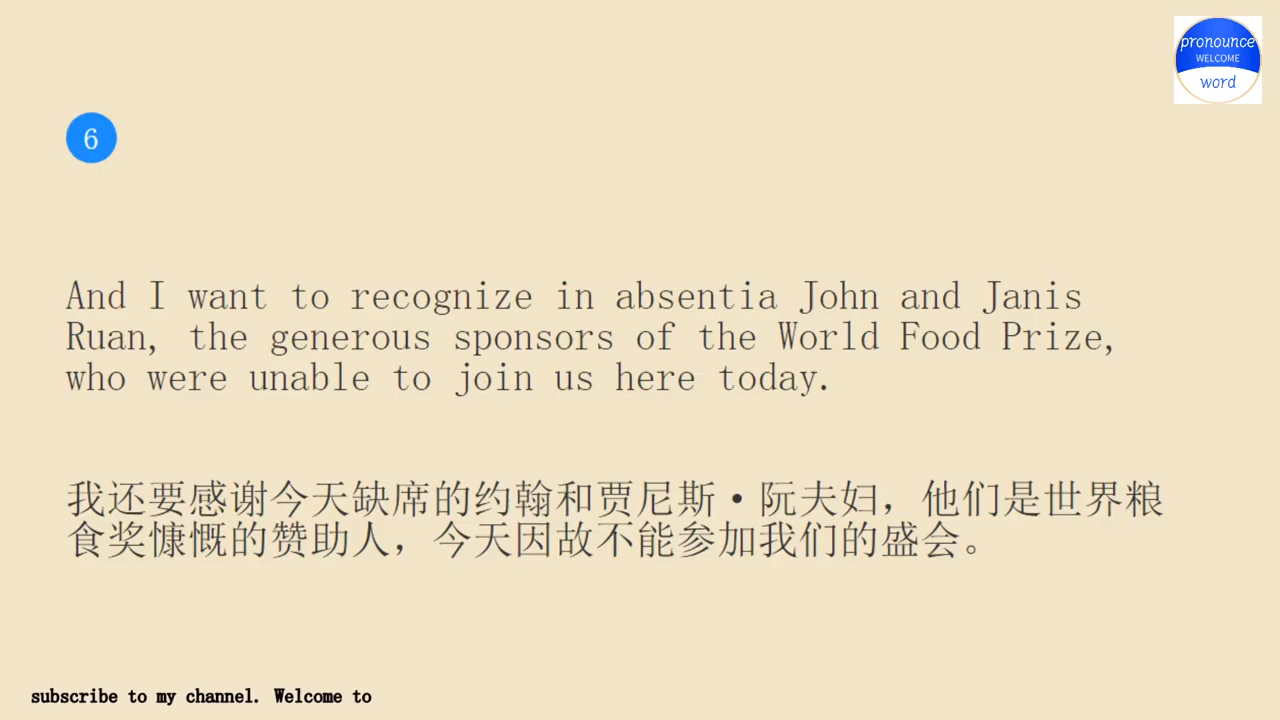 pronounce
WELCOME
word
6
And I want to recognize in absentia John and Janis
Ruan, the generous sponsors of the World Food Prize,
who were unable to join us here today.
我还要感谢今天缺席的约翰和贾尼斯•阮夫妇，他们是世界粮
食奖慷慨的赞助人，今天因故不能参加我们的盛会。
subscribe to my channel. Welcome to